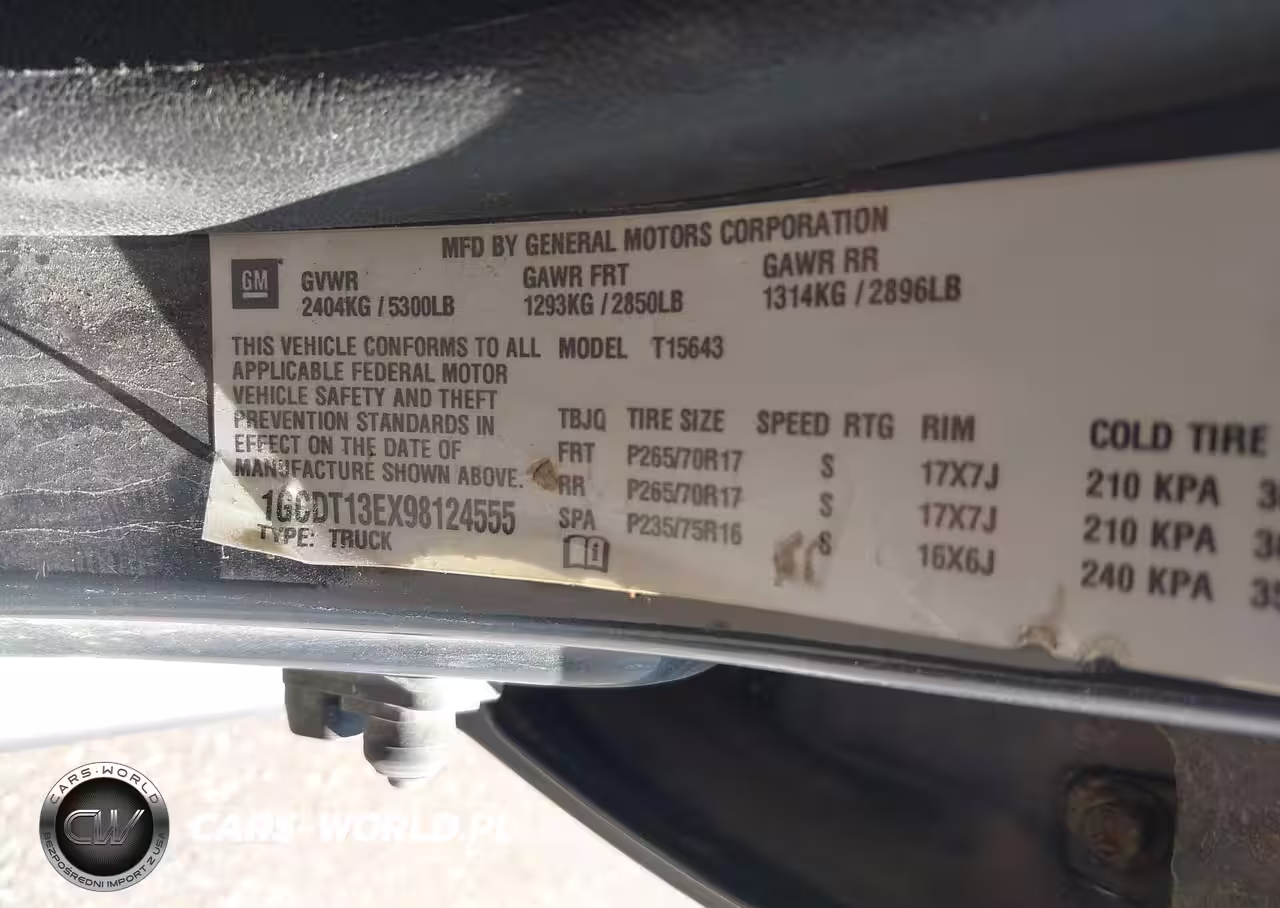 MFD BY GENERAL MOTORS CORPORATION
GM
GVWR GAWR FRT GAWR RR
2404KG / 5300LB 1293KG / 2850LB 1314KG / 2896LB
THIS VEHICLE CONFORMS TO ALL MODEL T15643
APPLICABLE FEDERAL MOTOR
VEHICLE SAFETY AND THEFT
PREVENTION STANDARDS IN
EFFECT ON THE DATE OF
MANUFACTURE SHOWN ABOVE.
1GCDT13EX98124555
TYPE: TRUCK
TBJQ TIRE SIZE SPEED RTG RIM COLD TIRE
FRT P265/70R17 S 17X7J 210 KPA
RR P265/70R17 S 17X7J 210 KPA
SPA P235/75R16 S 16X6J 240 KPA
CARS-WORLD
CW
BEZPOŚREDNI IMPORT Z USA
CARS-WORLD.PL